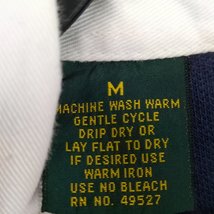 M
MACHINE WASH WARM
GENTLE CYCLE
DRIP DRY OR
LAY FLAT TO DRY
IF DESIRED USE
WARM IRON
USE NO BLEACH
RN NO. 49527